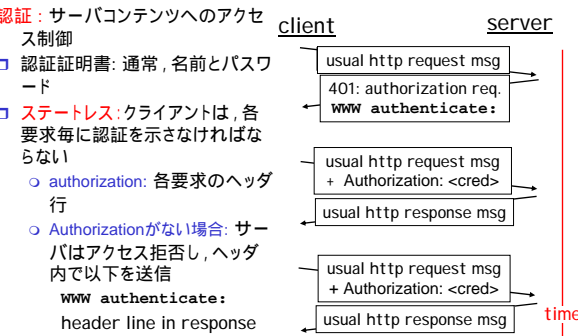 認証：サーバコンテンツへのアクセ
ス制御
認証証明書: 通常 , 名前とパスワ
ード
ステートレス:クライアントは , 各
要求毎に認証を示さなければな
らない
authorization: 各要求のヘッダ
行
Authorizationがない場合: サー
バはアクセス拒否し , ヘッダ
内で以下を送信
WWW authenticate:
header line in response
client
server
usual http request msg
401: authorization req.
WWW authenticate:
usual http request msg
+ Authorization: <cred>
usual http response msg
usual http request msg
+ Authorization: <cred>
usual http response msg
time